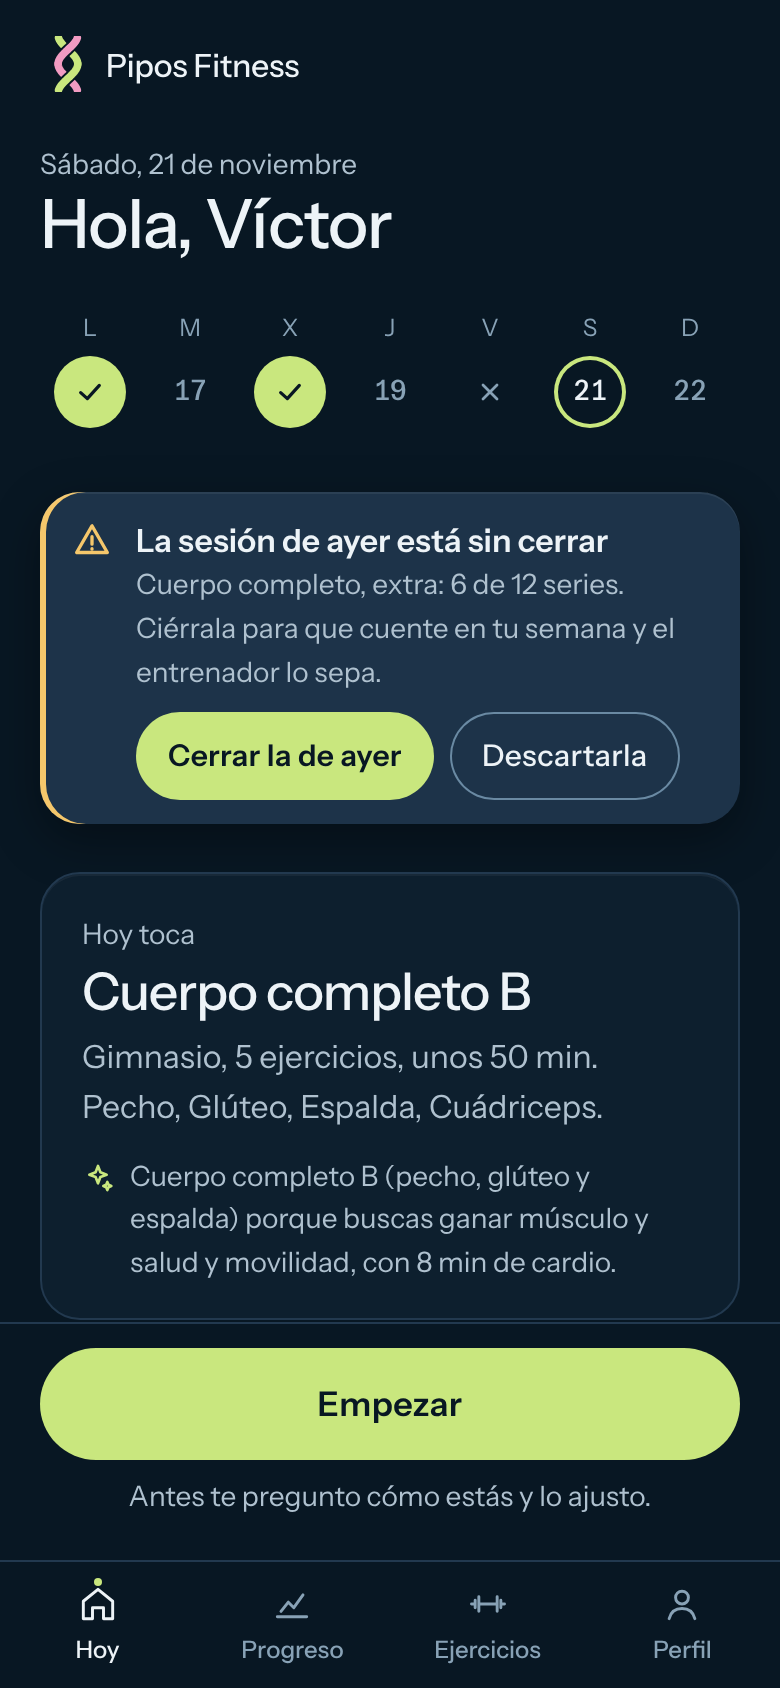 Pipos Fitness
Sábado, 21 de noviembre
Hola, Víctor
L M X J V S D
17 19 21 22
La sesión de ayer está sin cerrar
Cuerpo completo, extra: 6 de 12 series.
Ciérrala para que cuente en tu semana y el
entrenador lo sepa.
Cerrar la de ayer Descartarla
Hoy toca
Cuerpo completo B
Gimnasio, 5 ejercicios, unos 50 min.
Pecho, Glúteo, Espalda, Cuádriceps.
Cuerpo completo B (pecho, glúteo y
espalda) porque buscas ganar músculo y
salud y movilidad, con 8 min de cardio.
Empezar
Antes te pregunto cómo estás y lo ajusto.
Hoy Progreso Ejercicios Perfil